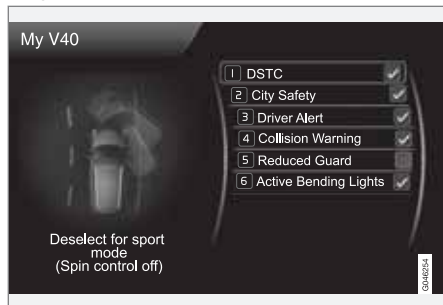 My V40
1 DSTC
2 City Safety
3 Driver Alert
4 Collision Warning
5 Reduced Guard
6 Active Bending Lights
Deselect for sport
mode
(Spin control off)
G046254